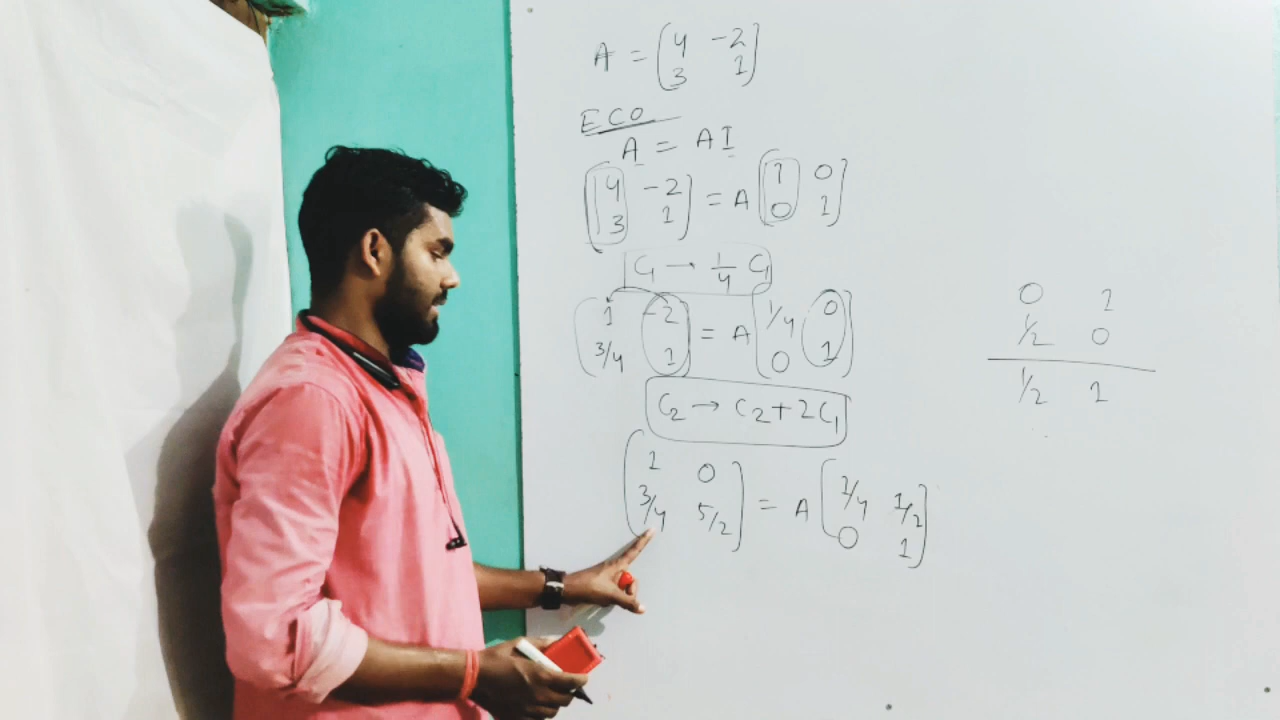 A = [4 -2
3 1]
ECO
A = AI
[4 -2
3 1] = A [1 0
0 1]
C1 → 1/4 C1
[1 -2
3/4 1] = A [1/4 0
0 1]
C2 → C2 + 2C1
[1 0
3/4 5/2] = A [1/4 1/2
0 1]
0 1
1/2 0
1/2 1